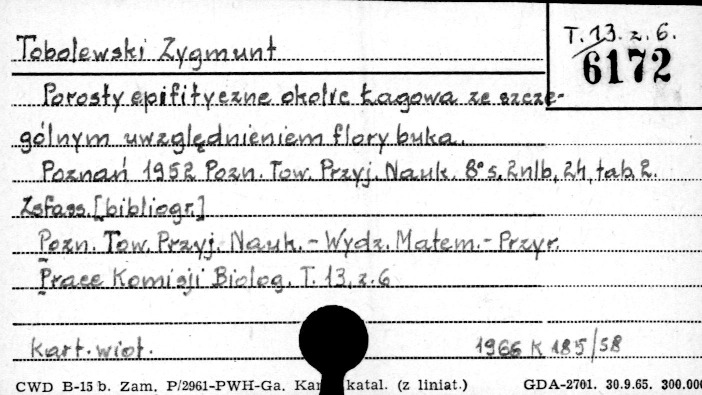 T. 13. z. 6.
6172
Tobolewski Zygmunt
Porosty epifityczne okolic Łagowa ze szcze-
gólnym uwzględnieniem flory buka.
Poznań 1952 Pozn. Tow. Przyj. Nauk. 8° s. 2nlb, 24, tab. 2.
Zsfass. [bibliogr.]
Pozn. Tow. Przyj. Nauk. - Wydz. Matem. - Przyr.
Prace Komisji Biolog. T. 13, z. 6
kart. wiot. 1966 K 185/58
CWD B-15 b. Zam. P/2961-PWH-Ga. katal. (z liniat.) GDA-2701. 30.9.65. 300.000